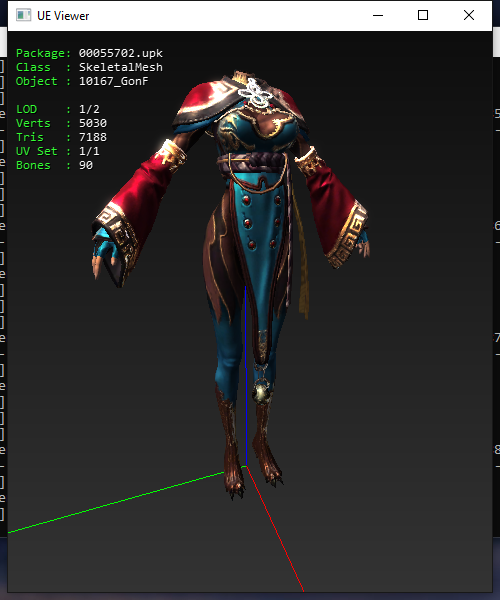 UE Viewer
Package: 00055702.upk
Class : SkeletalMesh
Object : 10167_GonF
LOD : 1/2
Verts : 5030
Tris : 7188
UV Set : 1/1
Bones : 90